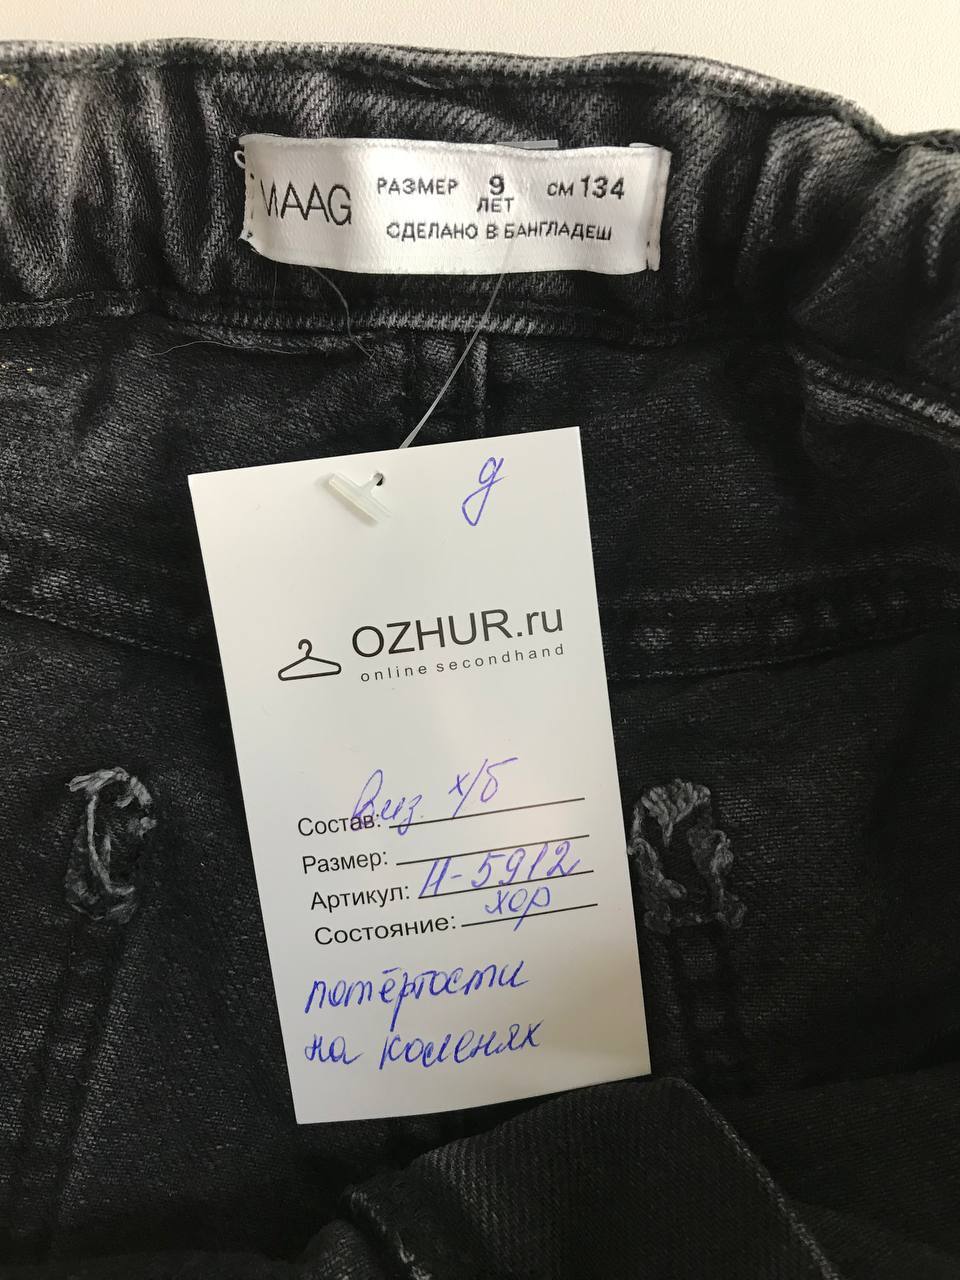 MAAG
РАЗМЕР 9 ЛЕТ СМ 134
СДЕЛАНО В БАНГЛАДЕШ
д
OZHUR.ru
online secondhand
Состав: виз. х/б
Размер:
Артикул: Н-5912
Состояние: хор
потёртости
на коленях